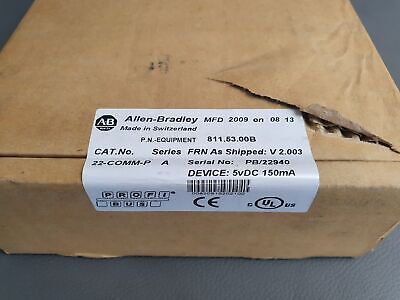 AB
Allen-Bradley MFD 2009 on 08 13
Made in Switzerland
P.N.-EQUIPMENT 811.53.00B
CAT.No. Series FRN As Shipped: V 2.003
22-COMM-P A Serial No: PB/22940
DEVICE: 5vDC 150mA
PROFI
BUS
CE
C UL US